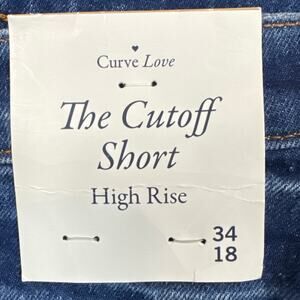 Curve Love
The Cutoff
Short
High Rise
34
18